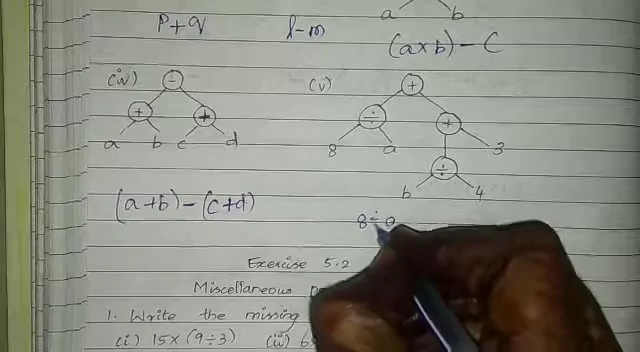 a b
P+q l-m
(a×b)-C
(iv) - (v) +
+ + ÷ +
a b c d 8 a 3
÷
b 4
(a+b)-(c+d)
8÷a
Exercise 5.2
Miscellaneous
1. Write the missing
(i) 15×(9÷3) (ii) 6